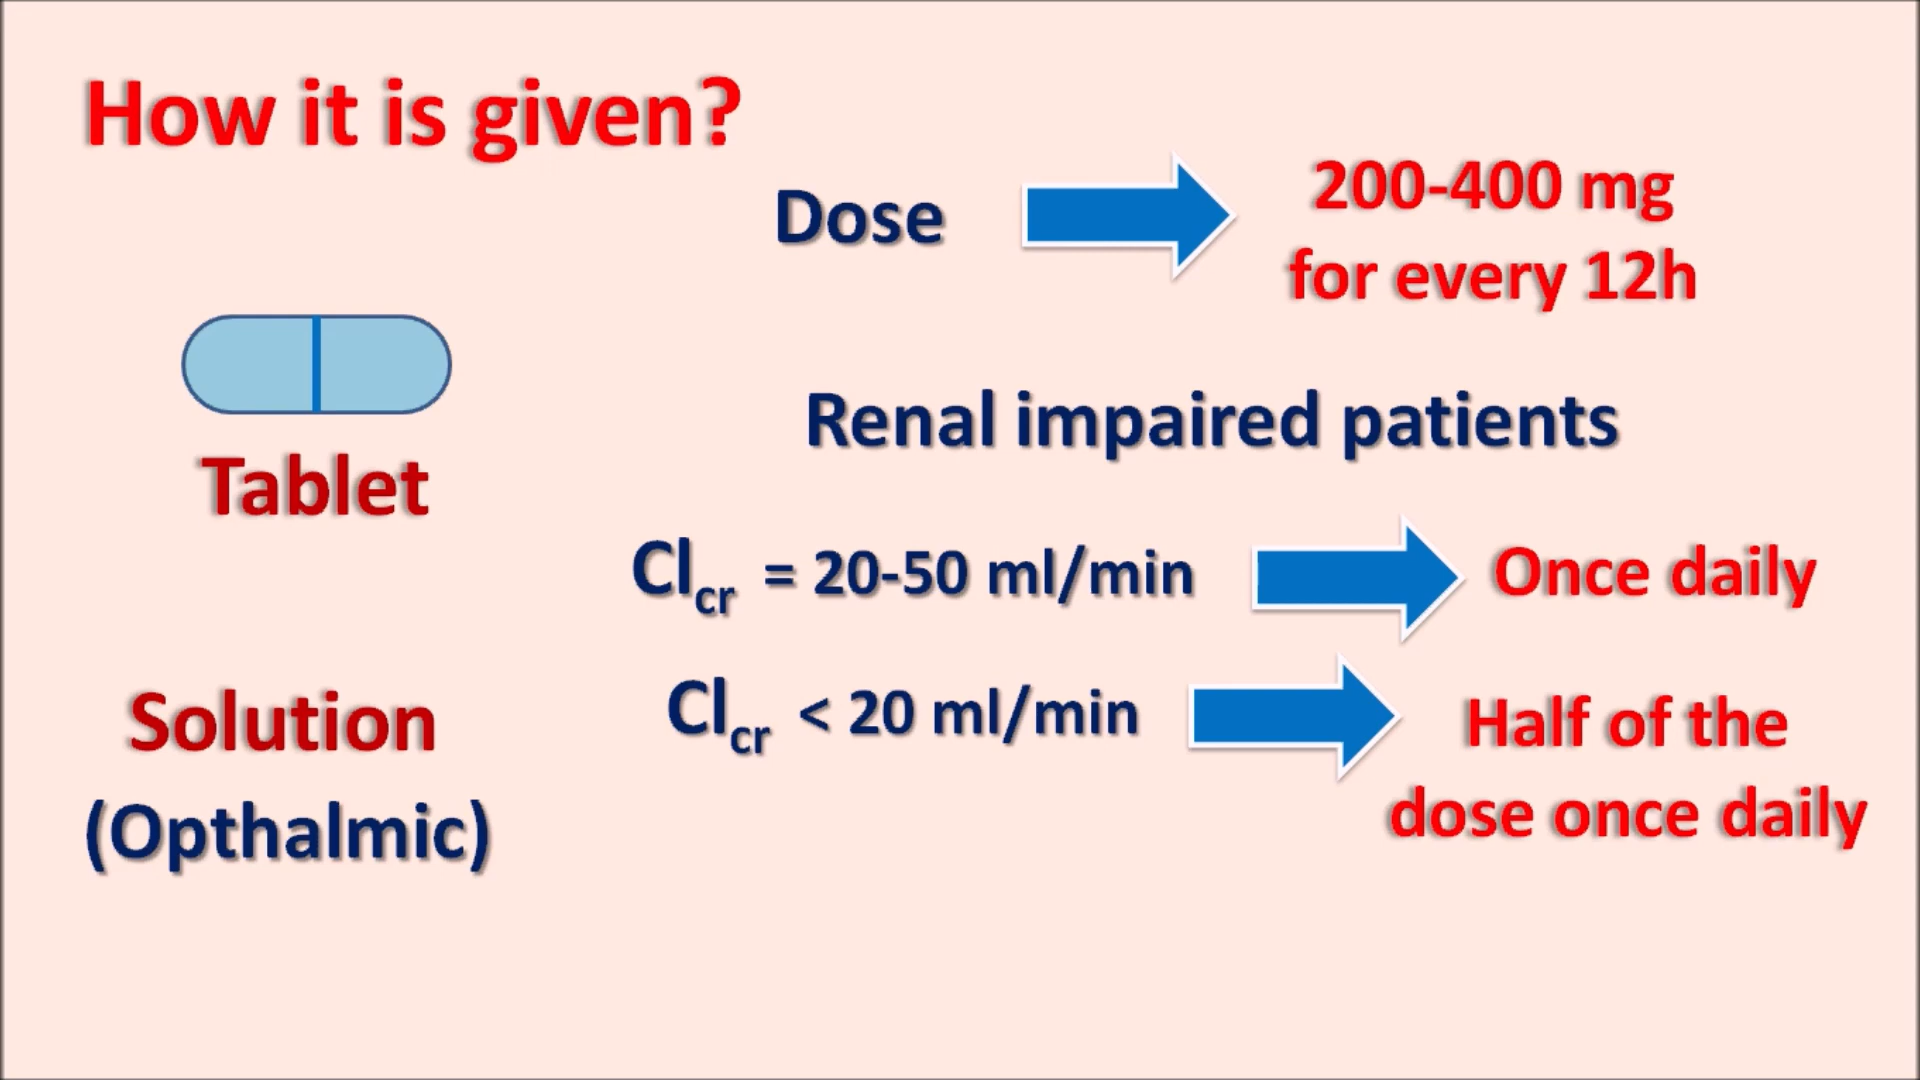 How it is given?
Dose
200-400 mg
for every 12h
Tablet
Renal impaired patients
Clcr = 20-50 ml/min
Once daily
Clcr < 20 ml/min
Half of the
dose once daily
Solution
(Opthalmic)